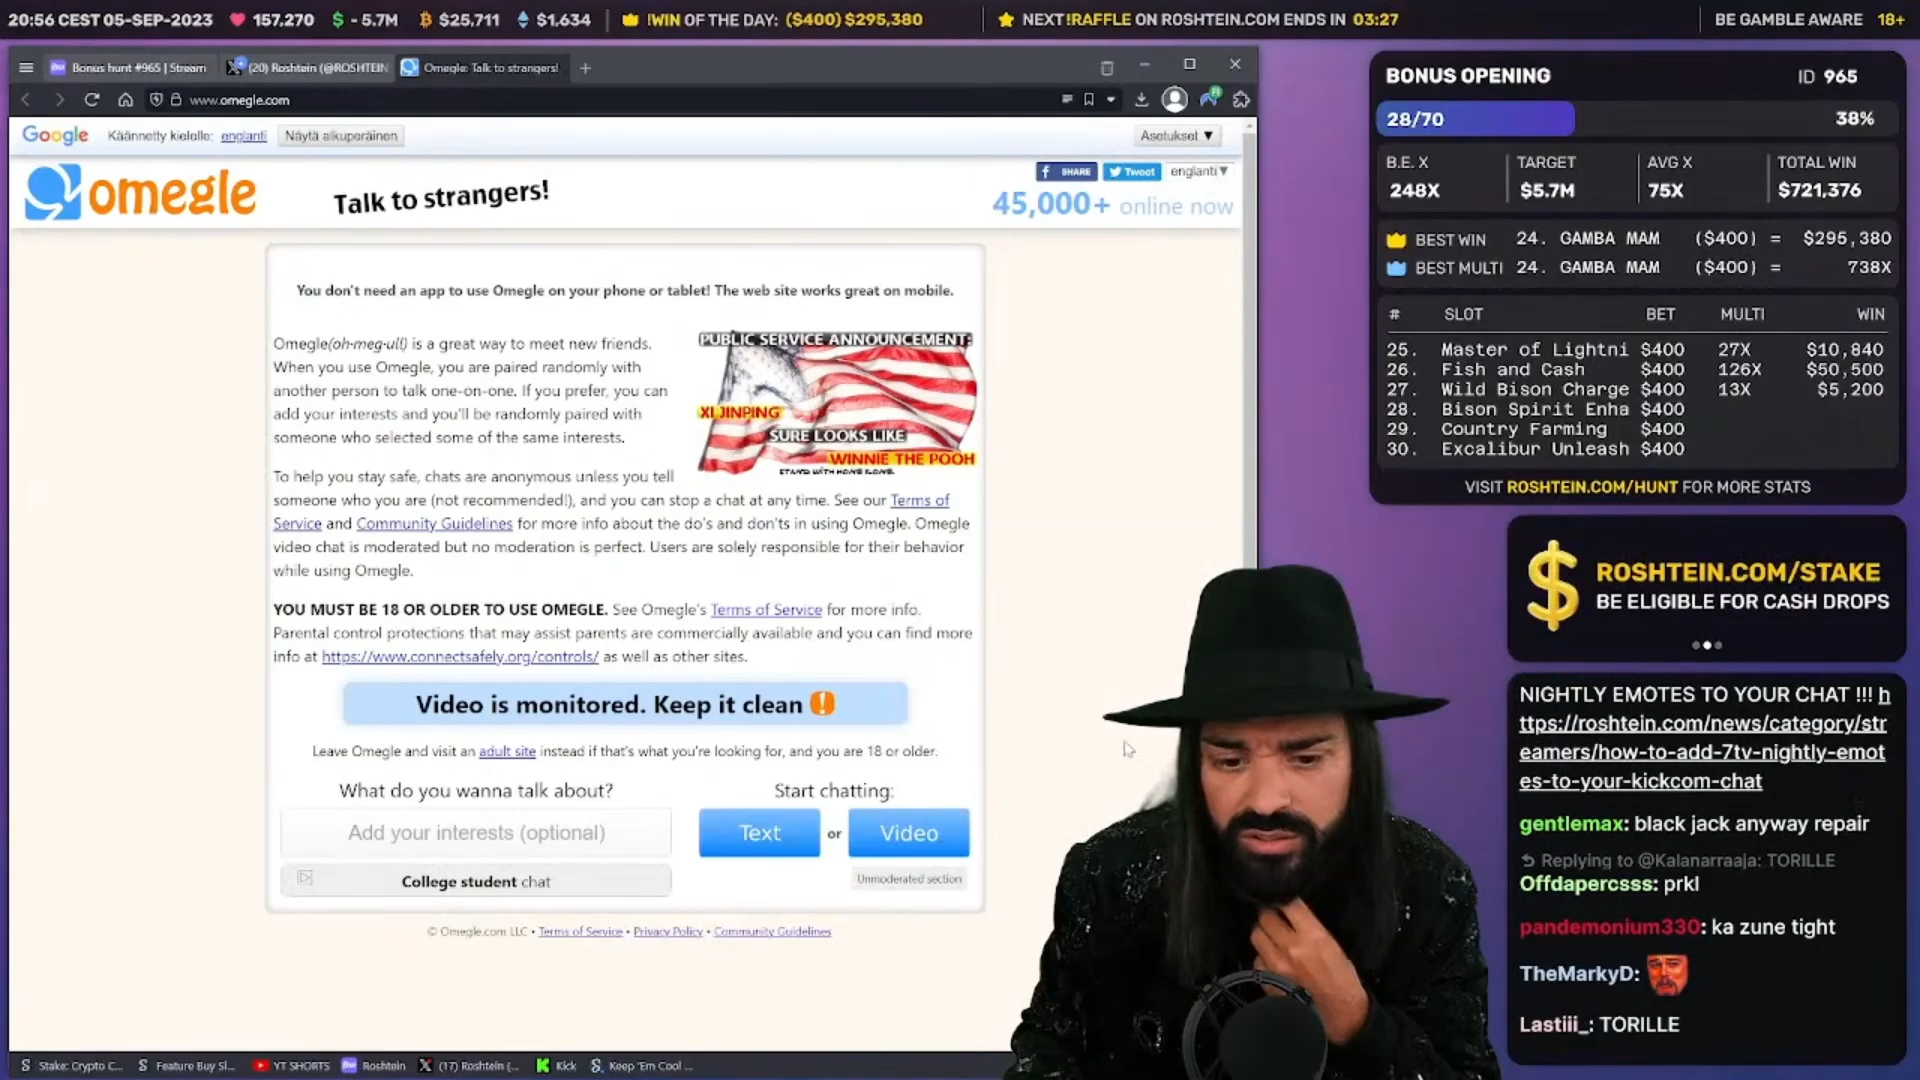 20:56 CEST 05-SEP-2023 157,270 $ - 5.7M $25,711 $1,634 !WIN OF THE DAY: ($400) $295,380 NEXT !RAFFLE ON ROSHTEIN.COM ENDS IN 03:27 BE GAMBLE AWARE 18+
Bonus hunt #965 | Stream (20) Roshtein (@ROSHTEIN Omegle: Talk to strangers!
www.omegle.com
Google Käännetty kielelle: englanti Näytä alkuperäinen Asetukset ▼
omegle Talk to strangers!
SHARE Tweet englanti▼
45,000+ online now
You don't need an app to use Omegle on your phone or tablet! The web site works great on mobile.
Omegle(oh·meg·ull) is a great way to meet new friends.
When you use Omegle, you are paired randomly with
another person to talk one-on-one. If you prefer, you can
add your interests and you'll be randomly paired with
someone who selected some of the same interests.
PUBLIC SERVICE ANNOUNCEMENT:
XI JINPING
SURE LOOKS LIKE
WINNIE THE POOH
STAND WITH HONG KONG.
To help you stay safe, chats are anonymous unless you tell
someone who you are (not recommended!), and you can stop a chat at any time. See our Terms of
Service and Community Guidelines for more info about the do's and don'ts in using Omegle. Omegle
video chat is moderated but no moderation is perfect. Users are solely responsible for their behavior
while using Omegle.
YOU MUST BE 18 OR OLDER TO USE OMEGLE. See Omegle's Terms of Service for more info.
Parental control protections that may assist parents are commercially available and you can find more
info at https://www.connectsafely.org/controls/ as well as other sites.
Video is monitored. Keep it clean !
Leave Omegle and visit an adult site instead if that's what you're looking for, and you are 18 or older.
What do you wanna talk about? Start chatting:
Add your interests (optional) Text or Video
College student chat Unmoderated section
© Omegle.com LLC • Terms of Service • Privacy Policy • Community Guidelines
Stake: Crypto C... Feature Buy Sl... YT SHORTS Roshtein (17) Roshtein (... Kick Keep 'Em Cool ...
BONUS OPENING ID 965
28/70 38%
B.E. X TARGET AVG X TOTAL WIN
248X $5.7M 75X $721,376
BEST WIN 24. GAMBA MAM ($400) = $295,380
BEST MULTI 24. GAMBA MAM ($400) = 738X
# SLOT BET MULTI WIN
25. Master of Lightni $400 27X $10,840
26. Fish and Cash $400 126X $50,500
27. Wild Bison Charge $400 13X $5,200
28. Bison Spirit Enha $400
29. Country Farming $400
30. Excalibur Unleash $400
VISIT ROSHTEIN.COM/HUNT FOR MORE STATS
ROSHTEIN.COM/STAKE
BE ELIGIBLE FOR CASH DROPS
NIGHTLY EMOTES TO YOUR CHAT !!! h
ttps://roshtein.com/news/category/str
eamers/how-to-add-7tv-nightly-emot
es-to-your-kickcom-chat
gentlemax: black jack anyway repair
Replying to @Kalanarraaja: TORILLE
Offdapercsss: prkl
pandemonium330: ka zune tight
TheMarkyD:
Lastiii_: TORILLE